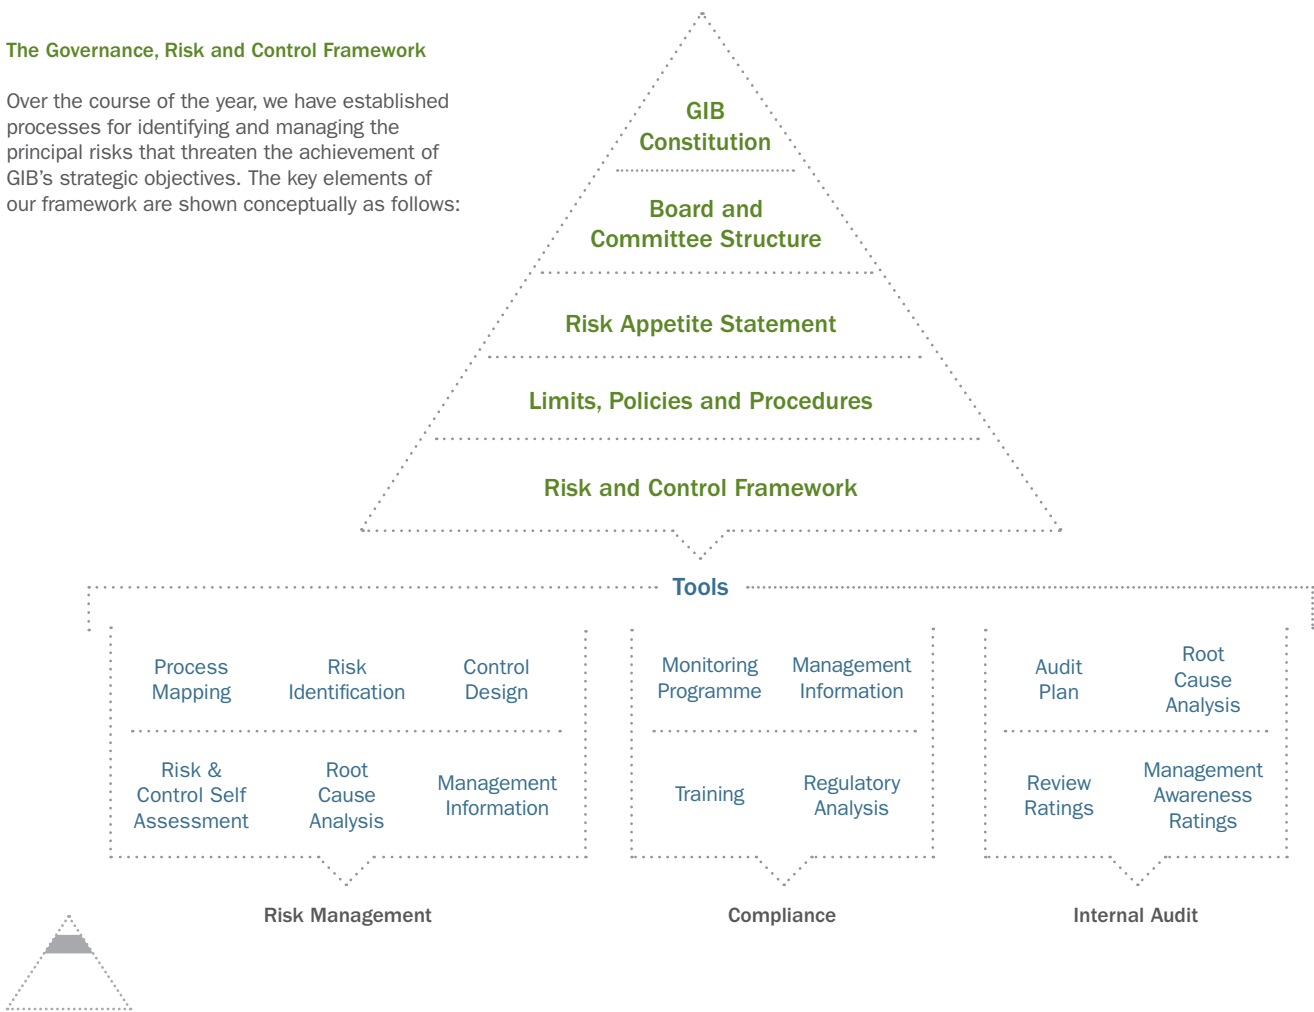 The Governance, Risk and Control Framework
Over the course of the year, we have established
processes for identifying and managing the
principal risks that threaten the achievement of
GIB's strategic objectives. The key elements of
our framework are shown conceptually as follows:
GIB
Constitution
Board and
Committee Structure
Risk Appetite Statement
Limits, Policies and Procedures
Risk and Control Framework
Tools
Process
Mapping
Risk
Identification
Control
Design
Risk &
Control Self
Assessment
Root
Cause
Analysis
Management
Information
Risk Management
Monitoring
Programme
Management
Information
Training
Regulatory
Analysis
Compliance
Audit
Plan
Root
Cause
Analysis
Review
Ratings
Management
Awareness
Ratings
Internal Audit